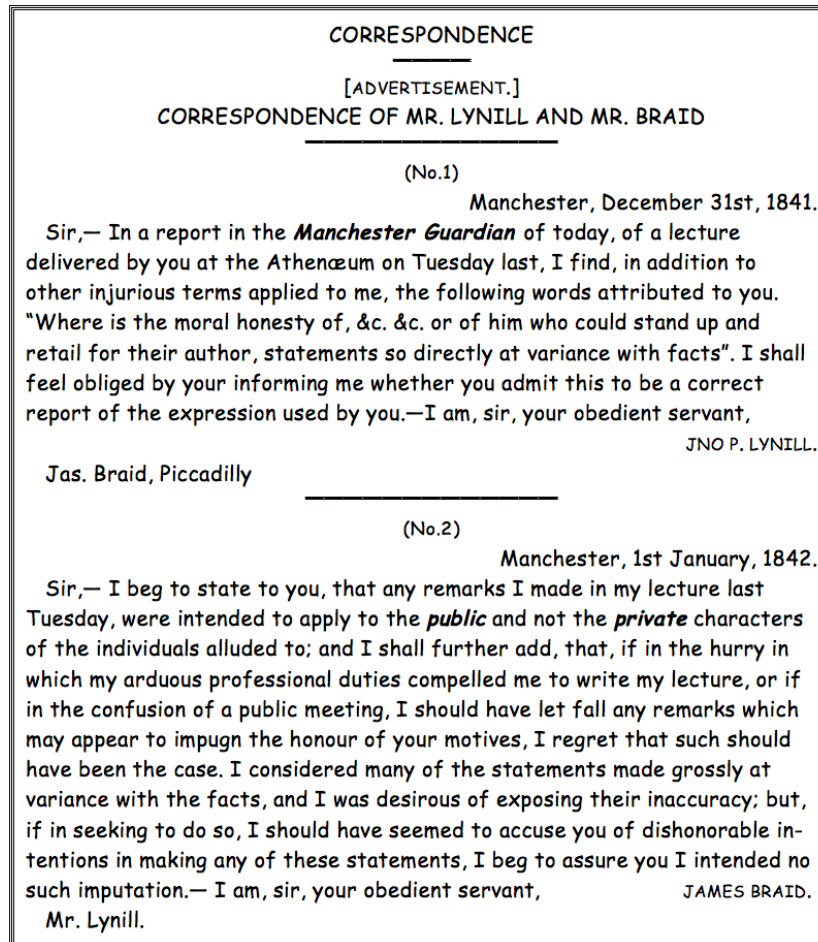 CORRESPONDENCE
[ADVERTISEMENT.]
CORRESPONDENCE OF MR. LYNILL AND MR. BRAID
(No.1)
Manchester, December 31st, 1841.
Sir,— In a report in the Manchester Guardian of today, of a lecture
delivered by you at the Athenæum on Tuesday last, I find, in addition to
other injurious terms applied to me, the following words attributed to you.
"Where is the moral honesty of, &c. &c. or of him who could stand up and
retail for their author, statements so directly at variance with facts". I shall
feel obliged by your informing me whether you admit this to be a correct
report of the expression used by you.—I am, sir, your obedient servant,
JNO P. LYNILL.
Jas. Braid, Piccadilly
(No.2)
Manchester, 1st January, 1842.
Sir,— I beg to state to you, that any remarks I made in my lecture last
Tuesday, were intended to apply to the public and not the private characters
of the individuals alluded to; and I shall further add, that, if in the hurry in
which my arduous professional duties compelled me to write my lecture, or if
in the confusion of a public meeting, I should have let fall any remarks which
may appear to impugn the honour of your motives, I regret that such should
have been the case. I considered many of the statements made grossly at
variance with the facts, and I was desirous of exposing their inaccuracy; but,
if in seeking to do so, I should have seemed to accuse you of dishonorable in-
tentions in making any of these statements, I beg to assure you I intended no
such imputation.— I am, sir, your obedient servant, JAMES BRAID.
Mr. Lynill.